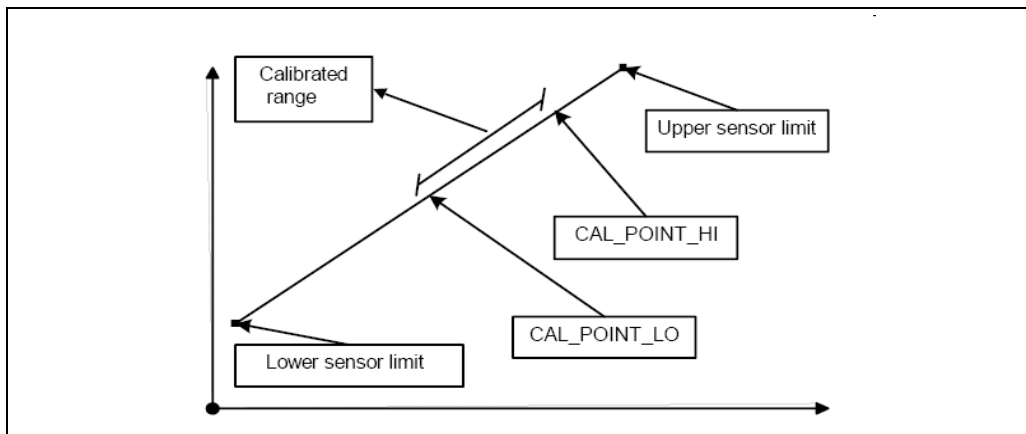 Calibrated
range
Upper sensor limit
CAL_POINT_HI
CAL_POINT_LO
Lower sensor limit